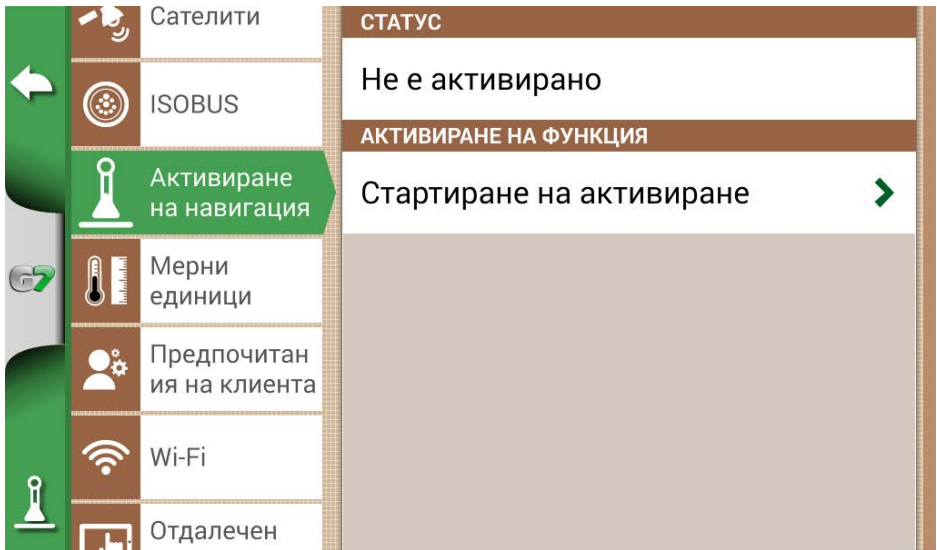 Сателити
ISOBUS
Активиране
на навигация
G7
Мерни
единици
Предпочитан
ия на клиента
Wi-Fi
Отдалечен
СТАТУС
Не е активирано
АКТИВИРАНЕ НА ФУНКЦИЯ
Стартиране на активиране